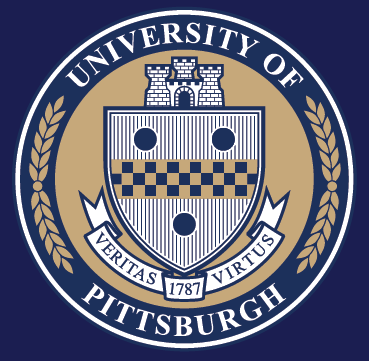 UNIVERSITY OF
VERITAS
1787
VIRTUS
PITTSBURGH